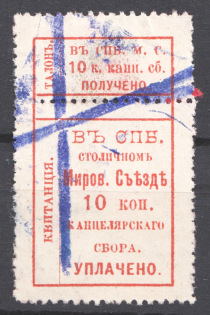 ТАЛОНЪ.
ВЪ СПБ. М. С.
10 к. канц. сб.
ПОЛУЧЕНО.
КВИТАНЦІЯ.
ВЪ СПБ.
СТОЛИЧНОМЪ
Миров. Съѣздѣ
10 коп.
КАНЦЕЛЯРСКАГО
СБОРА.
УПЛАЧЕНО.